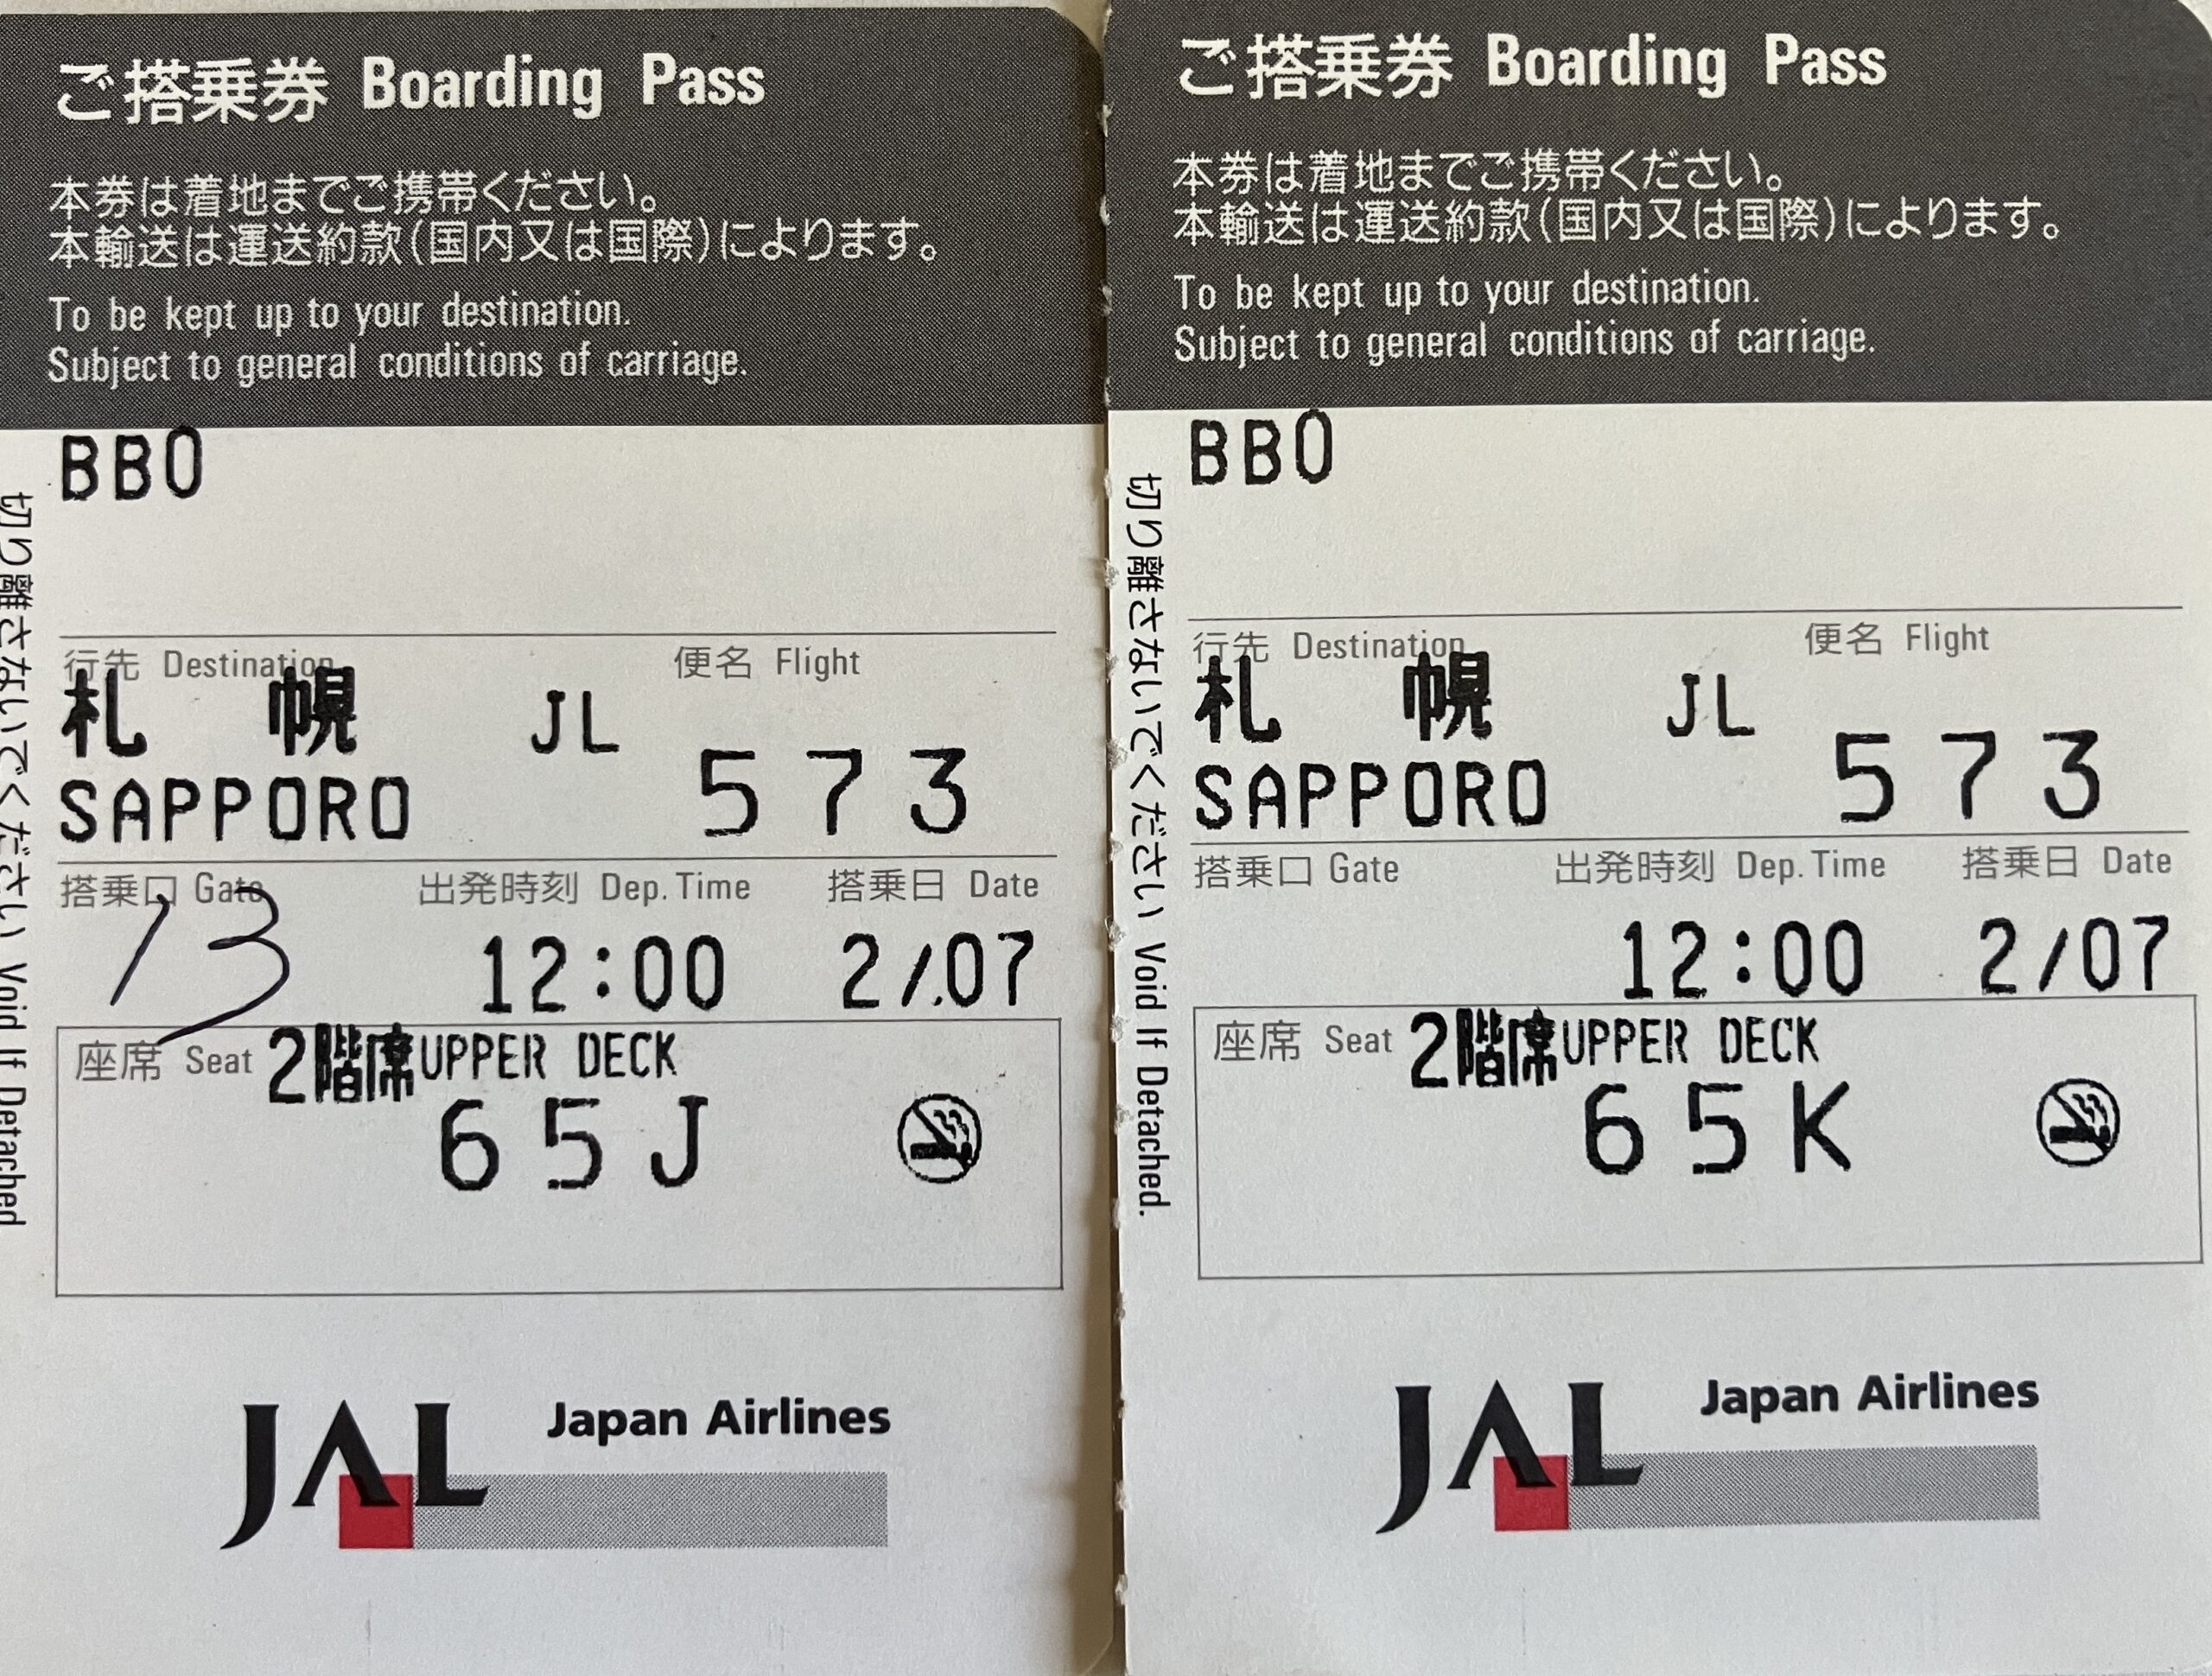 ご搭乗券 Boarding Pass
本券は着地までご携帯ください。
本輸送は運送約款(国内又は国際)によります。
To be kept up to your destination.
Subject to general conditions of carriage.
BBO
切り離さないでください Void If Detached
行先 Destination 便名 Flight
札 幌 JL 573
SAPPORO
搭乗口 Gate 出発時刻 Dep. Time 搭乗日 Date
13 12:00 2/07
座席 Seat 2階席 UPPER DECK
65J
JAL Japan Airlines
ご搭乗券 Boarding Pass
本券は着地までご携帯ください。
本輸送は運送約款(国内又は国際)によります。
To be kept up to your destination.
Subject to general conditions of carriage.
BBO
切り離さないでください Void If Detached.
行先 Destination 便名 Flight
札 幌 JL 573
SAPPORO
搭乗口 Gate 出発時刻 Dep. Time 搭乗日 Date
12:00 2/07
座席 Seat 2階席 UPPER DECK
65K
JAL Japan Airlines